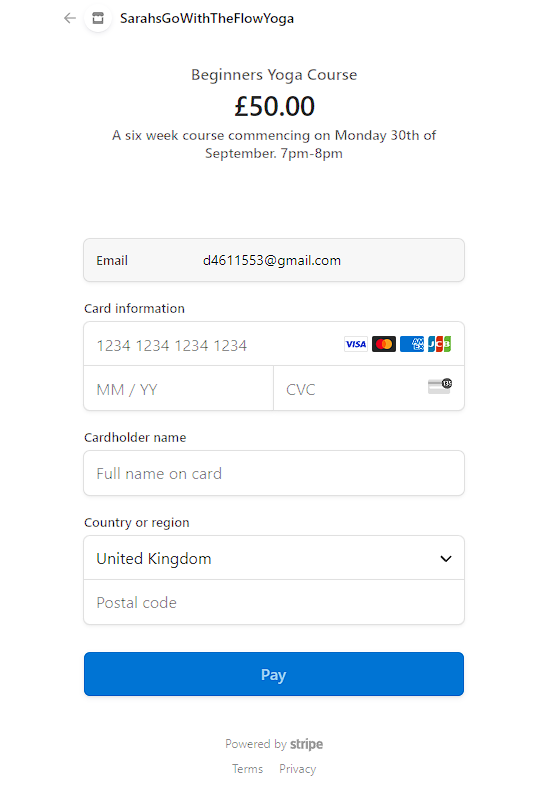 SarahsGoWithTheFlowYoga
Beginners Yoga Course
£50.00
A six week course commencing on Monday 30th of
September. 7pm-8pm
Email d4611553@gmail.com
Card information
1234 1234 1234 1234 VISA JCB
MM / YY CVC 135
Cardholder name
Full name on card
Country or region
United Kingdom
Postal code
Pay
Powered by stripe
Terms Privacy